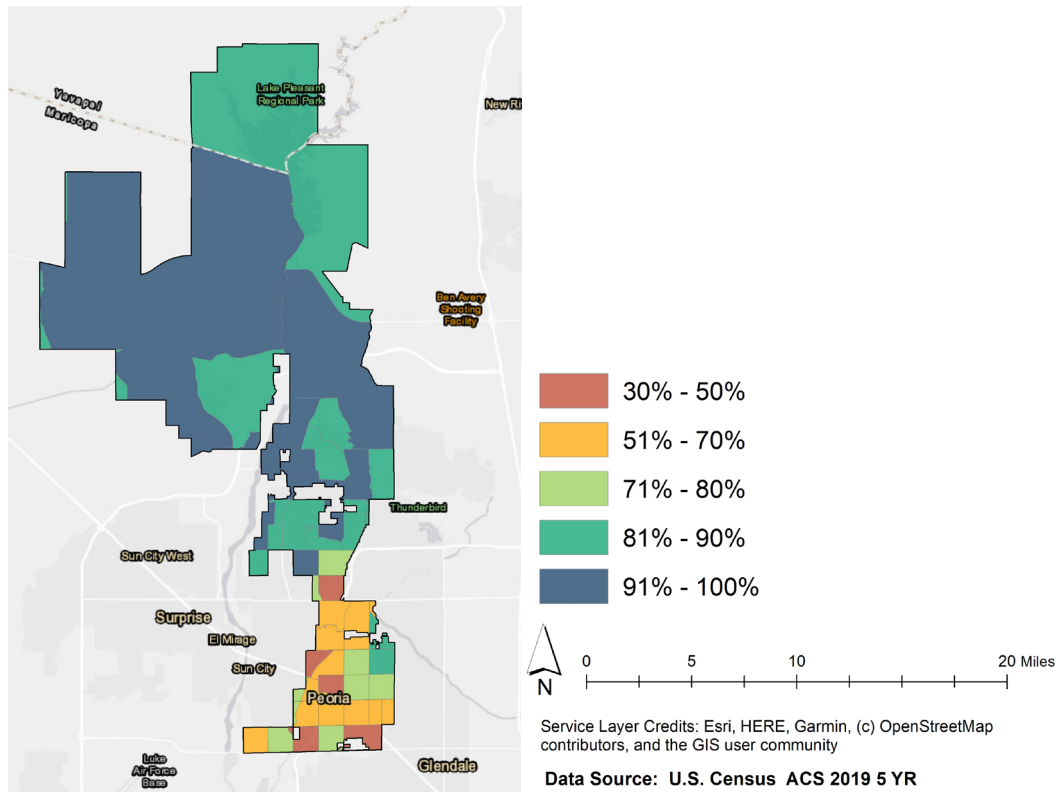 Lake Pleasant
Regional Park
Yavapai
Maricopa
Ben Avery
Shooting
Facility
Thunderbird
Sun City West
Surprise
El Mirage
Sun City
Peoria
Luke
Air Force
Base
Glendale
30% - 50%
51% - 70%
71% - 80%
81% - 90%
91% - 100%
N
0 5 10 20 Miles
Service Layer Credits: Esri, HERE, Garmin, (c) OpenStreetMap
contributors, and the GIS user community
Data Source: U.S. Census ACS 2019 5 YR